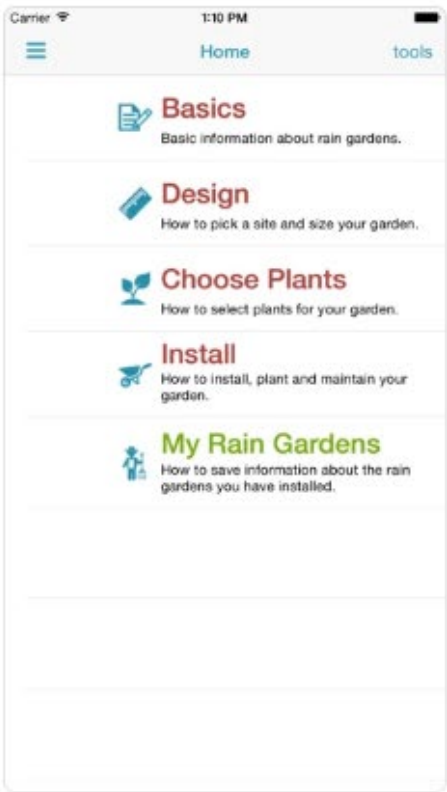 Carrier 1:10 PM
Home tools
Basics
Basic information about rain gardens.
Design
How to pick a site and size your garden.
Choose Plants
How to select plants for your garden.
Install
How to install, plant and maintain your
garden.
My Rain Gardens
How to save information about the rain
gardens you have installed.